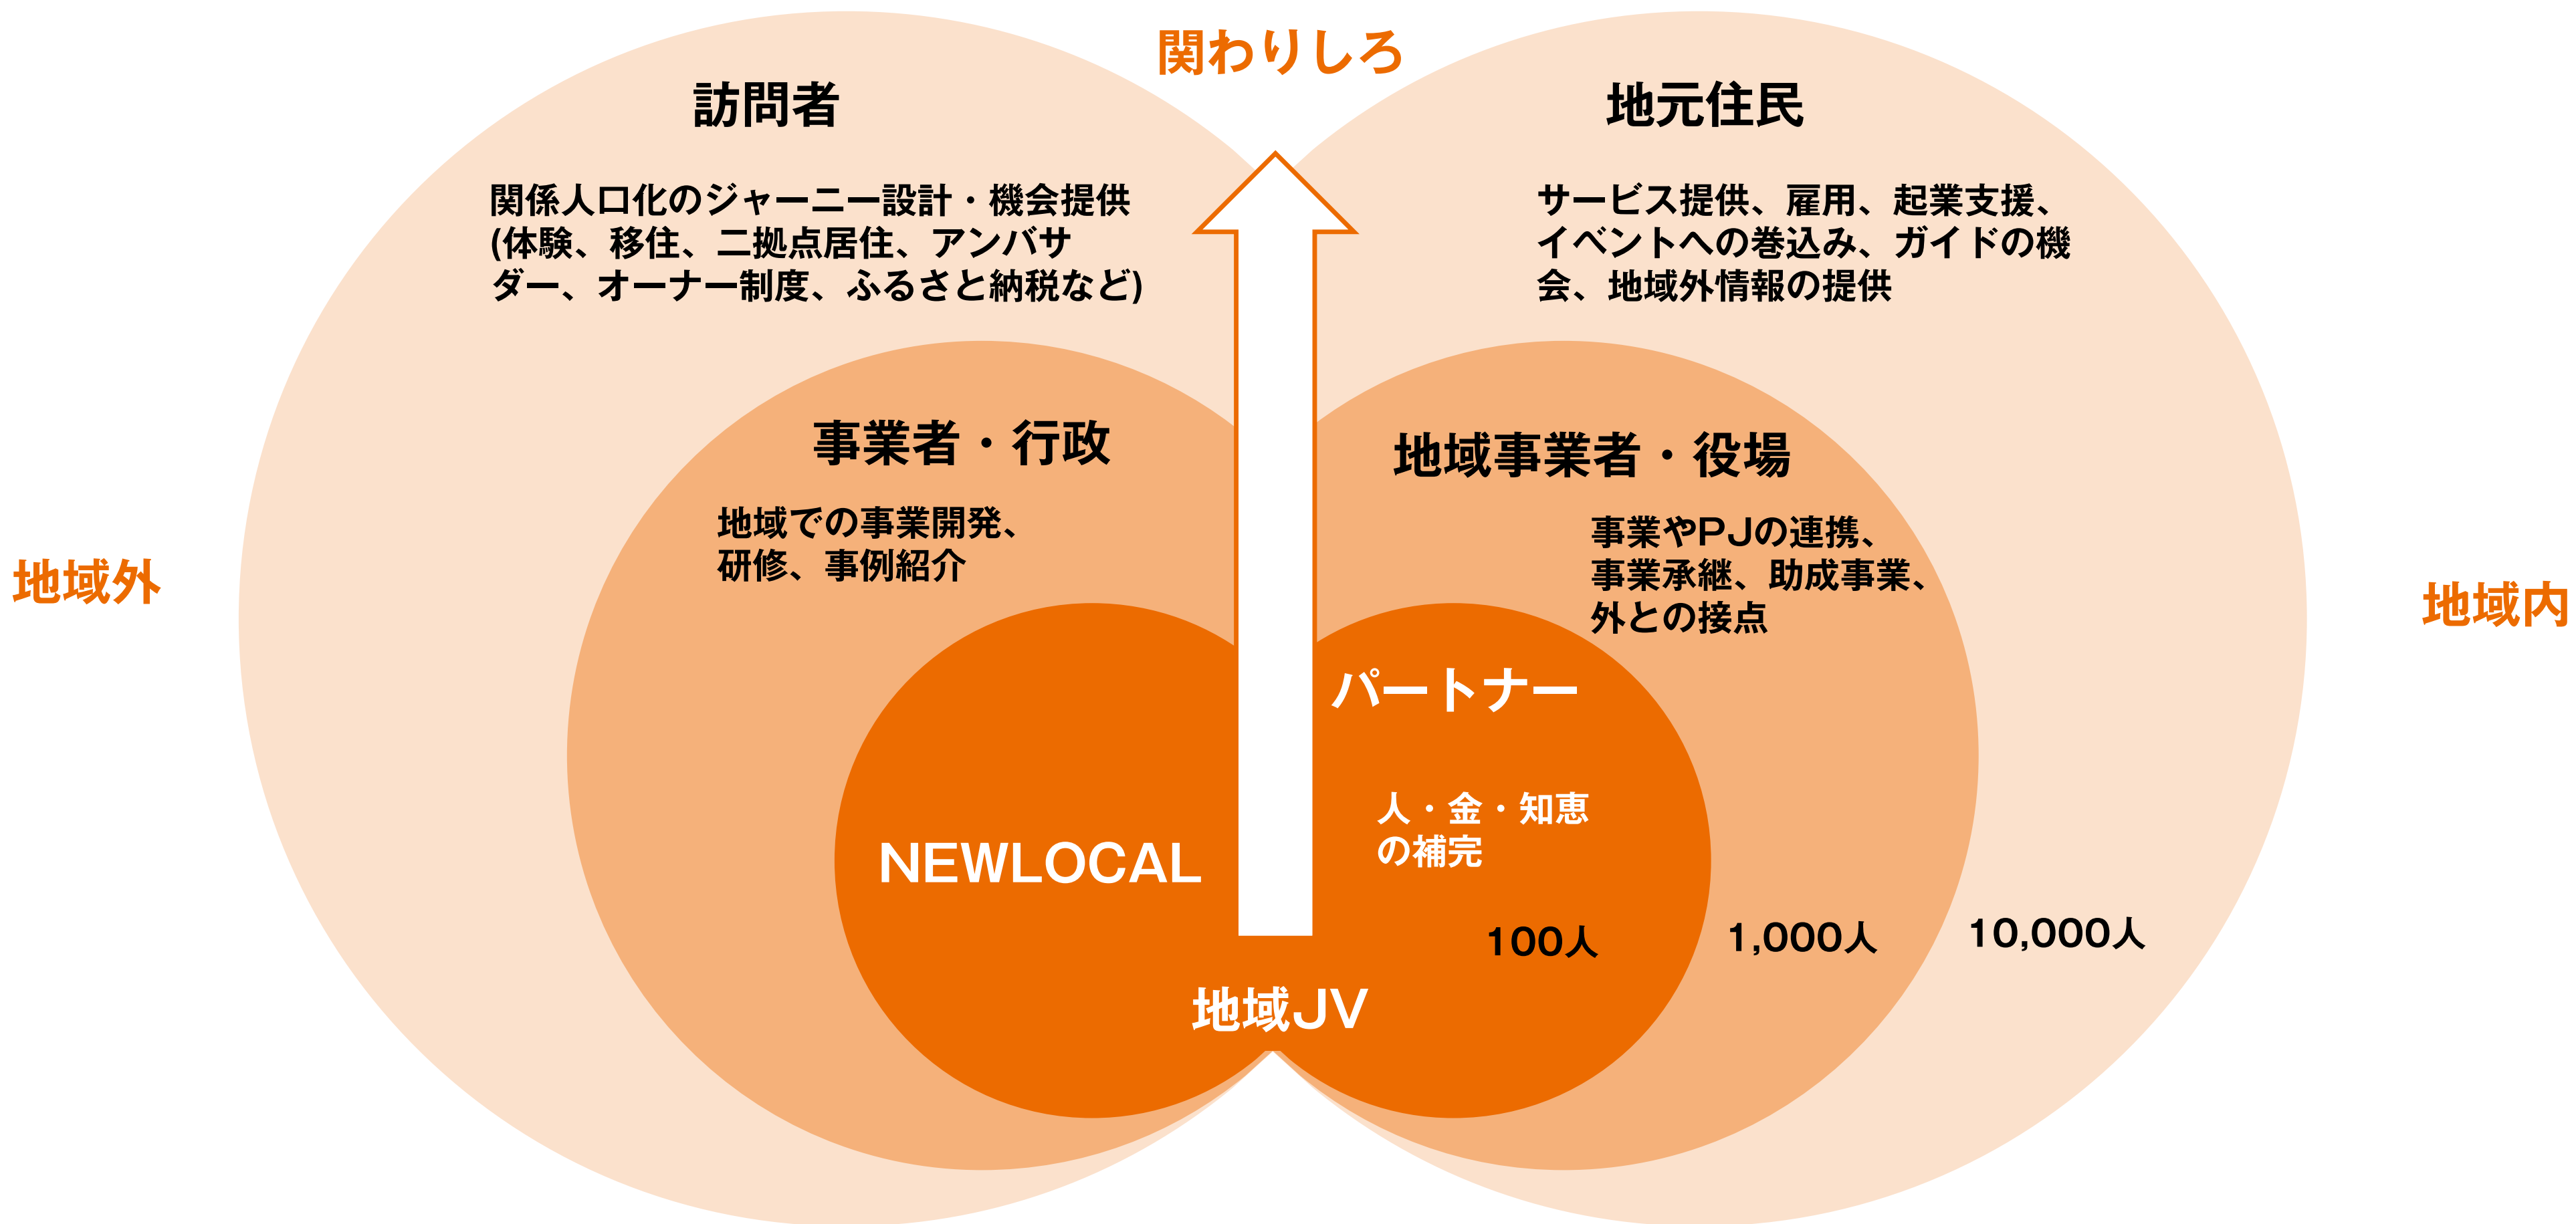 関わりしろ
訪問者
関係人口化のジャーニー設計・機会提供
(体験、移住、二拠点居住、アンバサ
ダー、オーナー制度、ふるさと納税など)
地元住民
サービス提供、雇用、起業支援、
イベントへの巻込み、ガイドの機
会、地域外情報の提供
事業者・行政
地域での事業開発、
研修、事例紹介
地域事業者・役場
事業やPJの連携、
事業承継、助成事業、
外との接点
地域外
地域内
パートナー
人・金・知恵
の補完
NEWLOCAL
100人
1,000人
10,000人
地域JV